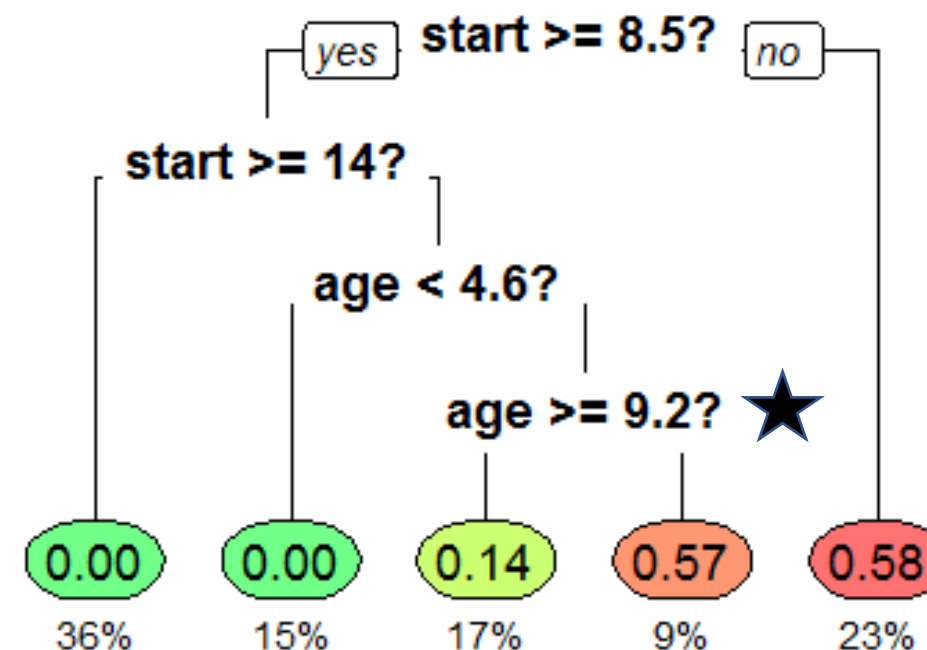 yes start >= 8.5? no
start >= 14?
age < 4.6?
age >= 9.2?
0.00 0.00 0.14 0.57 0.58
36% 15% 17% 9% 23%